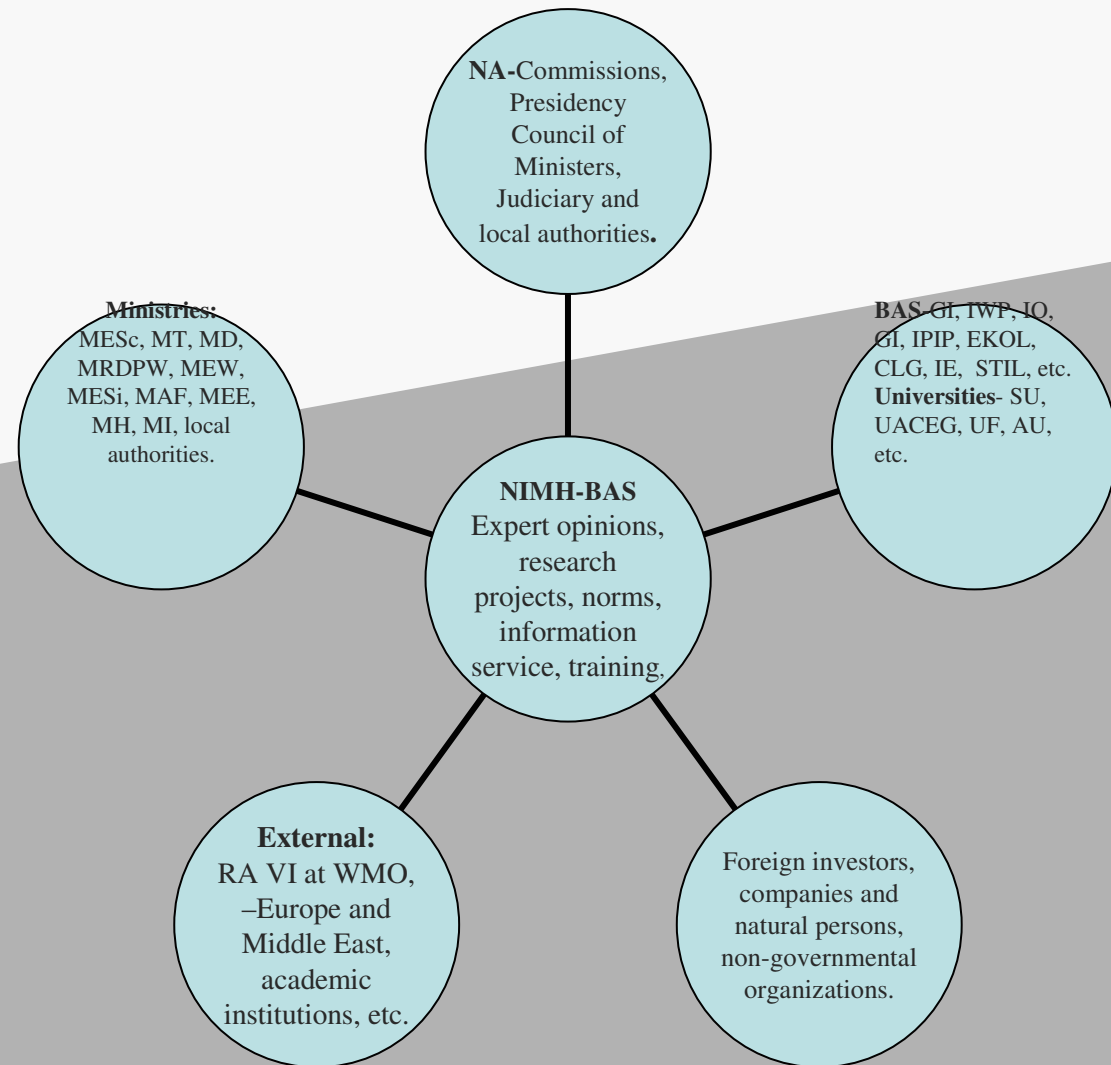 NA-Commissions,
Presidency
Council of
Ministers,
Judiciary and
local authorities.
Ministries:
MESc, MT, MD,
MRDPW, MEW,
MESi, MAF, MEE,
MH, MI, local
authorities.
BAS-GI, IWP, IO,
GI, IPIP, EKOL,
CLG, IE, STIL, etc.
Universities- SU,
UACEG, UF, AU,
etc.
NIMH-BAS
Expert opinions,
research
projects, norms,
information
service, training,
External:
RA VI at WMO,
–Europe and
Middle East,
academic
institutions, etc.
Foreign investors,
companies and
natural persons,
non-governmental
organizations.